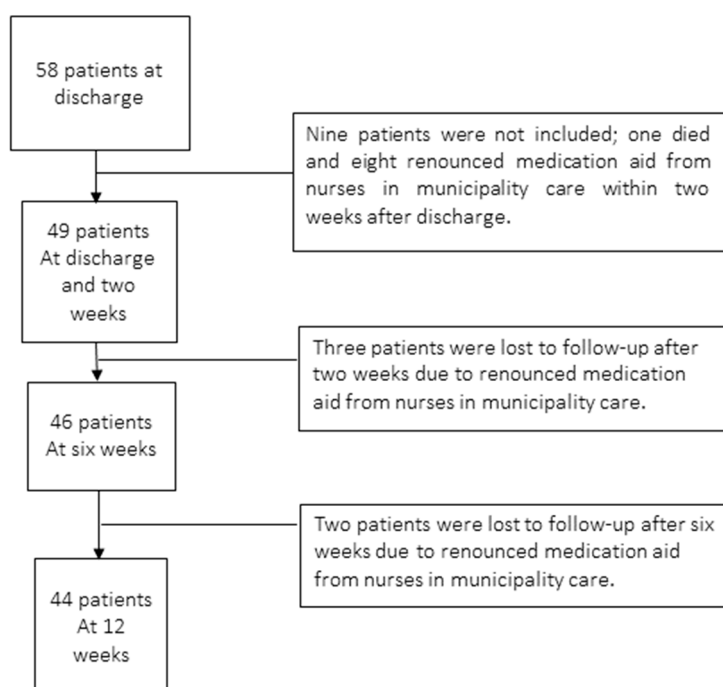 58 patients at
discharge
Nine patients were not included; one died
and eight renounced medication aid from
nurses in municipality care within two
weeks after discharge.
49 patients
At discharge
and two
weeks
Three patients were lost to follow-up after
two weeks due to renounced medication
aid from nurses in municipality care.
46 patients
At six weeks
Two patients were lost to follow-up after six
weeks due to renounced medication aid
from nurses in municipality care.
44 patients
At 12
weeks